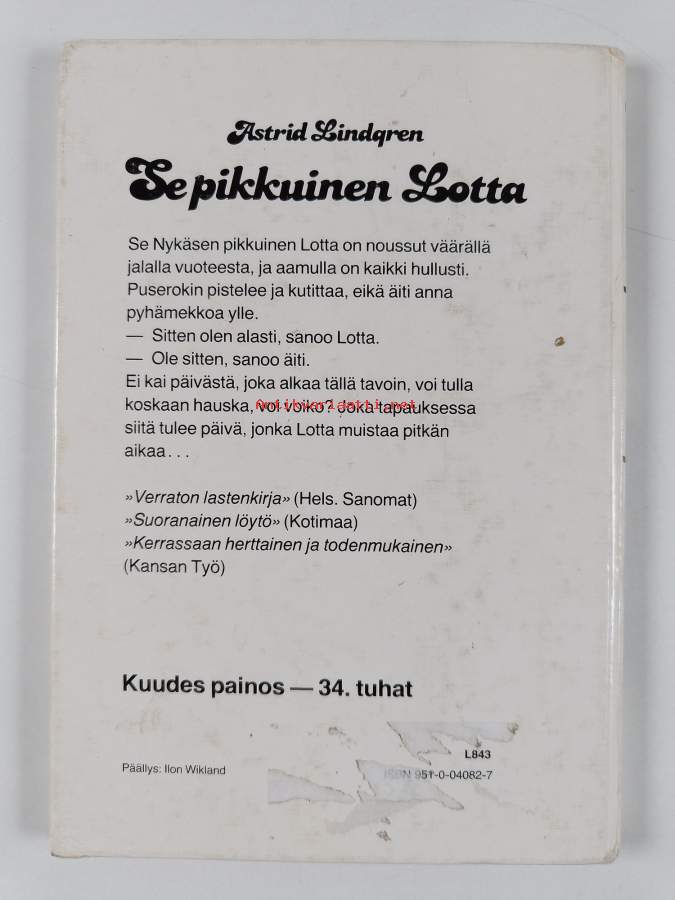 Astrid Lindgren
Se pikkuinen Lotta
Se Nykäsen pikkuinen Lotta on noussut väärällä
jalalla vuoteesta, ja aamulla on kaikki hullusti.
Puserokin pistelee ja kutittaa, eikä äiti anna
pyhämekkoa ylle.
— Sitten olen alasti, sanoo Lotta.
— Ole sitten, sanoo äiti.
Ei kai päivästä, joka alkaa tällä tavoin, voi tulla
koskaan hauska, voi voiko? Joka tapauksessa
antikvariaatti.net
siitä tulee päivä, jonka Lotta muistaa pitkän
aikaa...
»Verraton lastenkirja» (Hels. Sanomat)
»Suoranainen löytö» (Kotimaa)
»Kerrassaan herttainen ja todenmukainen»
(Kansan Työ)
Kuudes painos — 34. tuhat
L843
Päällys: Ilon Wikland
ISBN 951-0-04082-7